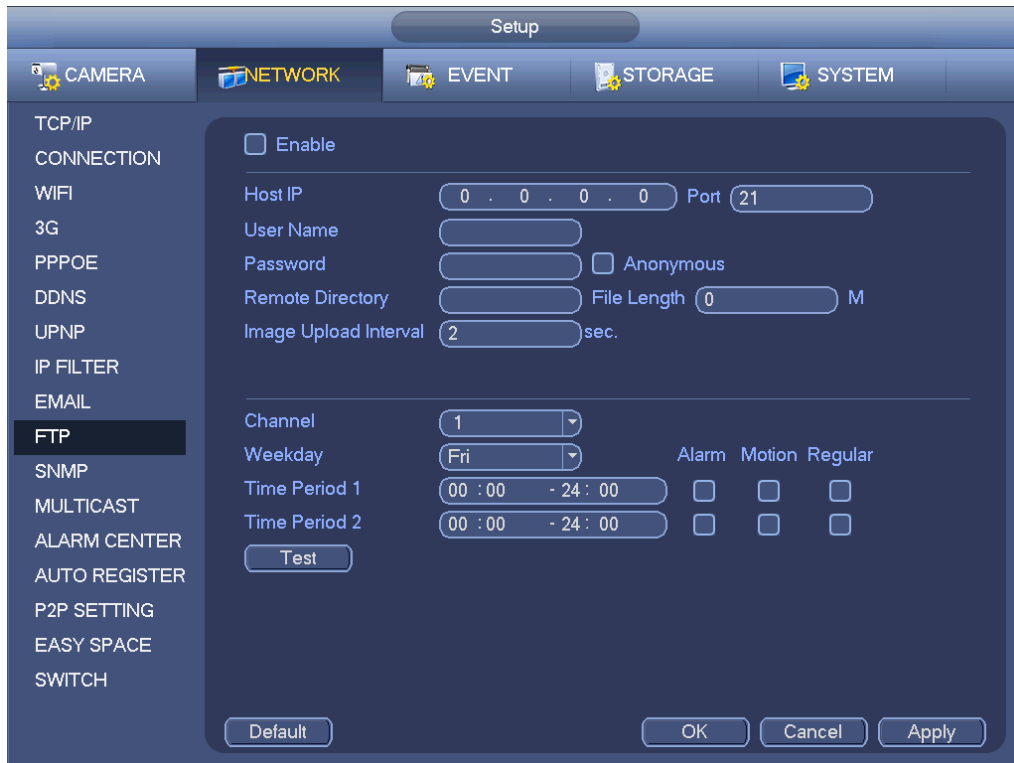 Setup
CAMERA NETWORK EVENT STORAGE SYSTEM
TCP/IP
CONNECTION
WIFI
3G
PPPOE
DDNS
UPNP
IP FILTER
EMAIL
FTP
SNMP
MULTICAST
ALARM CENTER
AUTO REGISTER
P2P SETTING
EASY SPACE
SWITCH
Enable
Host IP 0 . 0 . 0 . 0 Port 21
User Name
Password Anonymous
Remote Directory File Length 0 M
Image Upload Interval 2 sec.
Channel 1
Weekday Fri Alarm Motion Regular
Time Period 1 00 :00 - 24 : 00
Time Period 2 00 :00 - 24 : 00
Test
Default OK Cancel Apply